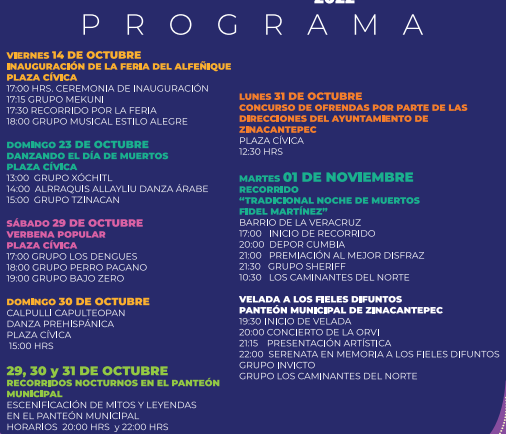 2022
PROGRAMA
VIERNES 14 DE OCTUBRE
INAUGURACIÓN DE LA FERIA DEL ALFEÑIQUE
PLAZA CÍVICA
17:00 HRS. CEREMONIA DE INAUGURACIÓN
17:15 GRUPO MEKUNI
17:30 RECORRIDO POR LA FERIA
18:00 GRUPO MUSICAL ESTILO ALEGRE
DOMINGO 23 DE OCTUBRE
DANZANDO EL DÍA DE MUERTOS
PLAZA CÍVICA
13:00 GRUPO XÓCHITL
14:00 ALRRAQUIS ALLAYLIU DANZA ÁRABE
15:00 GRUPO TZINACAN
SÁBADO 29 DE OCTUBRE
VERBENA POPULAR
PLAZA CÍVICA
17:00 GRUPO LOS DENGUES
18:00 GRUPO PERRO PAGANO
19:00 GRUPO BAJO ZERO
DOMINGO 30 DE OCTUBRE
CALPULLI CAPULTEOPAN
DANZA PREHISPÁNICA
PLAZA CÍVICA
15:00 HRS
29, 30 y 31 DE OCTUBRE
RECORRIDOS NOCTURNOS EN EL PANTEÓN
MUNICIPAL
ESCENIFICACIÓN DE MITOS Y LEYENDAS
EN EL PANTEÓN MUNICIPAL
HORARIOS 20:00 HRS y 22:00 HRS
LUNES 31 DE OCTUBRE
CONCURSO DE OFRENDAS POR PARTE DE LAS
DIRECCIONES DEL AYUNTAMIENTO DE
ZINACANTEPEC
PLAZA CÍVICA
12:30 HRS
MARTES 01 DE NOVIEMBRE
RECORRIDO
“TRADICIONAL NOCHE DE MUERTOS
FIDEL MARTÍNEZ”
BARRIO DE LA VERACRUZ
17:00 INICIO DE RECORRIDO
20:00 DEPOR CUMBIA
21:00 PREMIACIÓN AL MEJOR DISFRAZ
21:30 GRUPO SHERIFF
10:30 LOS CAMINANTES DEL NORTE
VELADA A LOS FIELES DIFUNTOS
PANTEÓN MUNICIPAL DE ZINACANTEPEC
19:30 INICIO DE VELADA
20:00 CONCIERTO DE LA ORVI
21:15 PRESENTACIÓN ARTÍSTICA
22:00 SERENATA EN MEMORIA A LOS FIELES DIFUNTOS
GRUPO INVICTO
GRUPO LOS CAMINANTES DEL NORTE